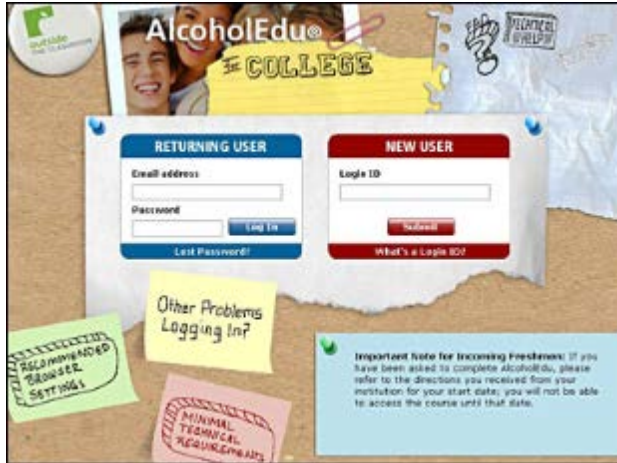 outside
THE CLASSROOM
AlcoholEdu®
for COLLEGE
TECHNICAL
HELP
RETURNING USER
Email address
Password
Log In
Lost Password?
NEW USER
Login ID
Submit
What's a Login ID?
Other Problems
Logging In?
RECOMMENDED
BROWSER
SETTINGS
MINIMAL
TECHNICAL
REQUIREMENTS
Important Note for Incoming Freshmen: If you
have been asked to complete AlcoholEdu, please
refer to the directions you received from your
institution for your start date; you will not be able
to access the course until that date.